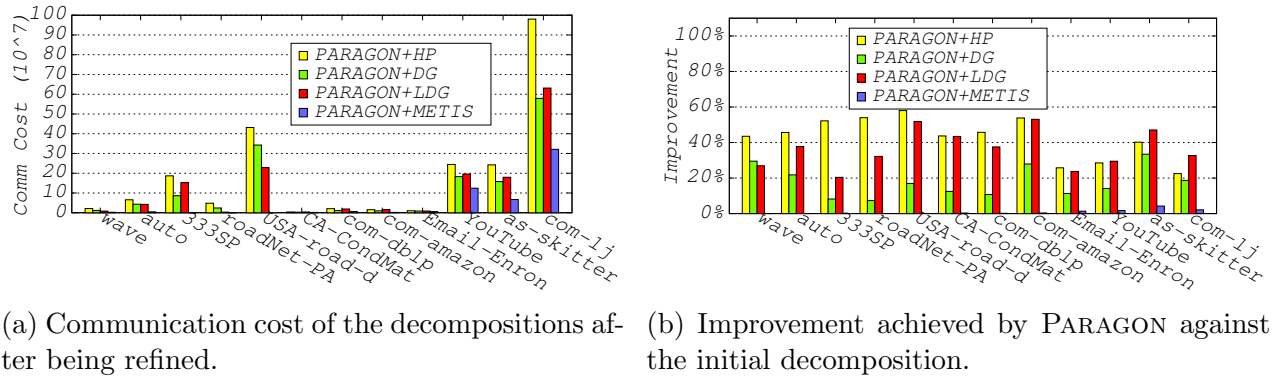 Comm Cost (10^7)
100
90
80
70
60
50
40
30
20
10
0
PARAGON+HP
PARAGON+DG
PARAGON+LDG
PARAGON+METIS
wave
auto
333SP
roadNet-PA
USA-road-d
CA-CondMat
Com-dblp
com-amazon
Email-Enron
YouTube
as-skitter
com-lj
(a) Communication cost of the decompositions af-
ter being refined.
Improvement
100%
80%
60%
40%
20%
0%
PARAGON+HP
PARAGON+DG
PARAGON+LDG
PARAGON+METIS
wave
auto
333SP
roadNet-PA
USA-road-d
CA-CondMat
Com-dblp
Com-amazon
Email-Enron
YouTube
as-skitter
Com-lj
(b) Improvement achieved by PARAGON against
the initial decomposition.